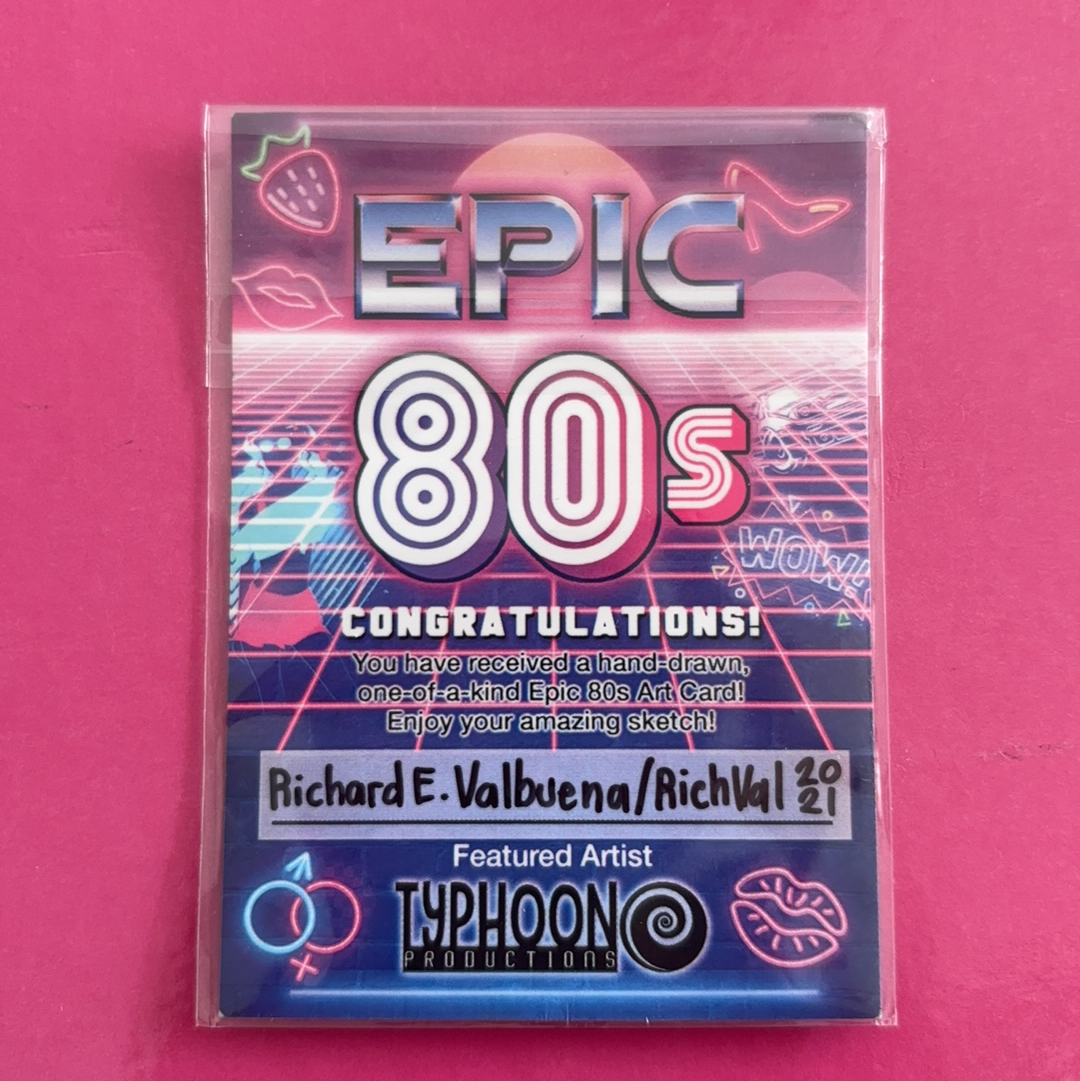 EPIC
80s
WOW!
CONGRATULATIONS!
You have received a hand-drawn,
one-of-a-kind Epic 80s Art Card!
Enjoy your amazing sketch!
Richard E. Valbuena/RichVal 2021
Featured Artist
TYPHOON
PRODUCTIONS